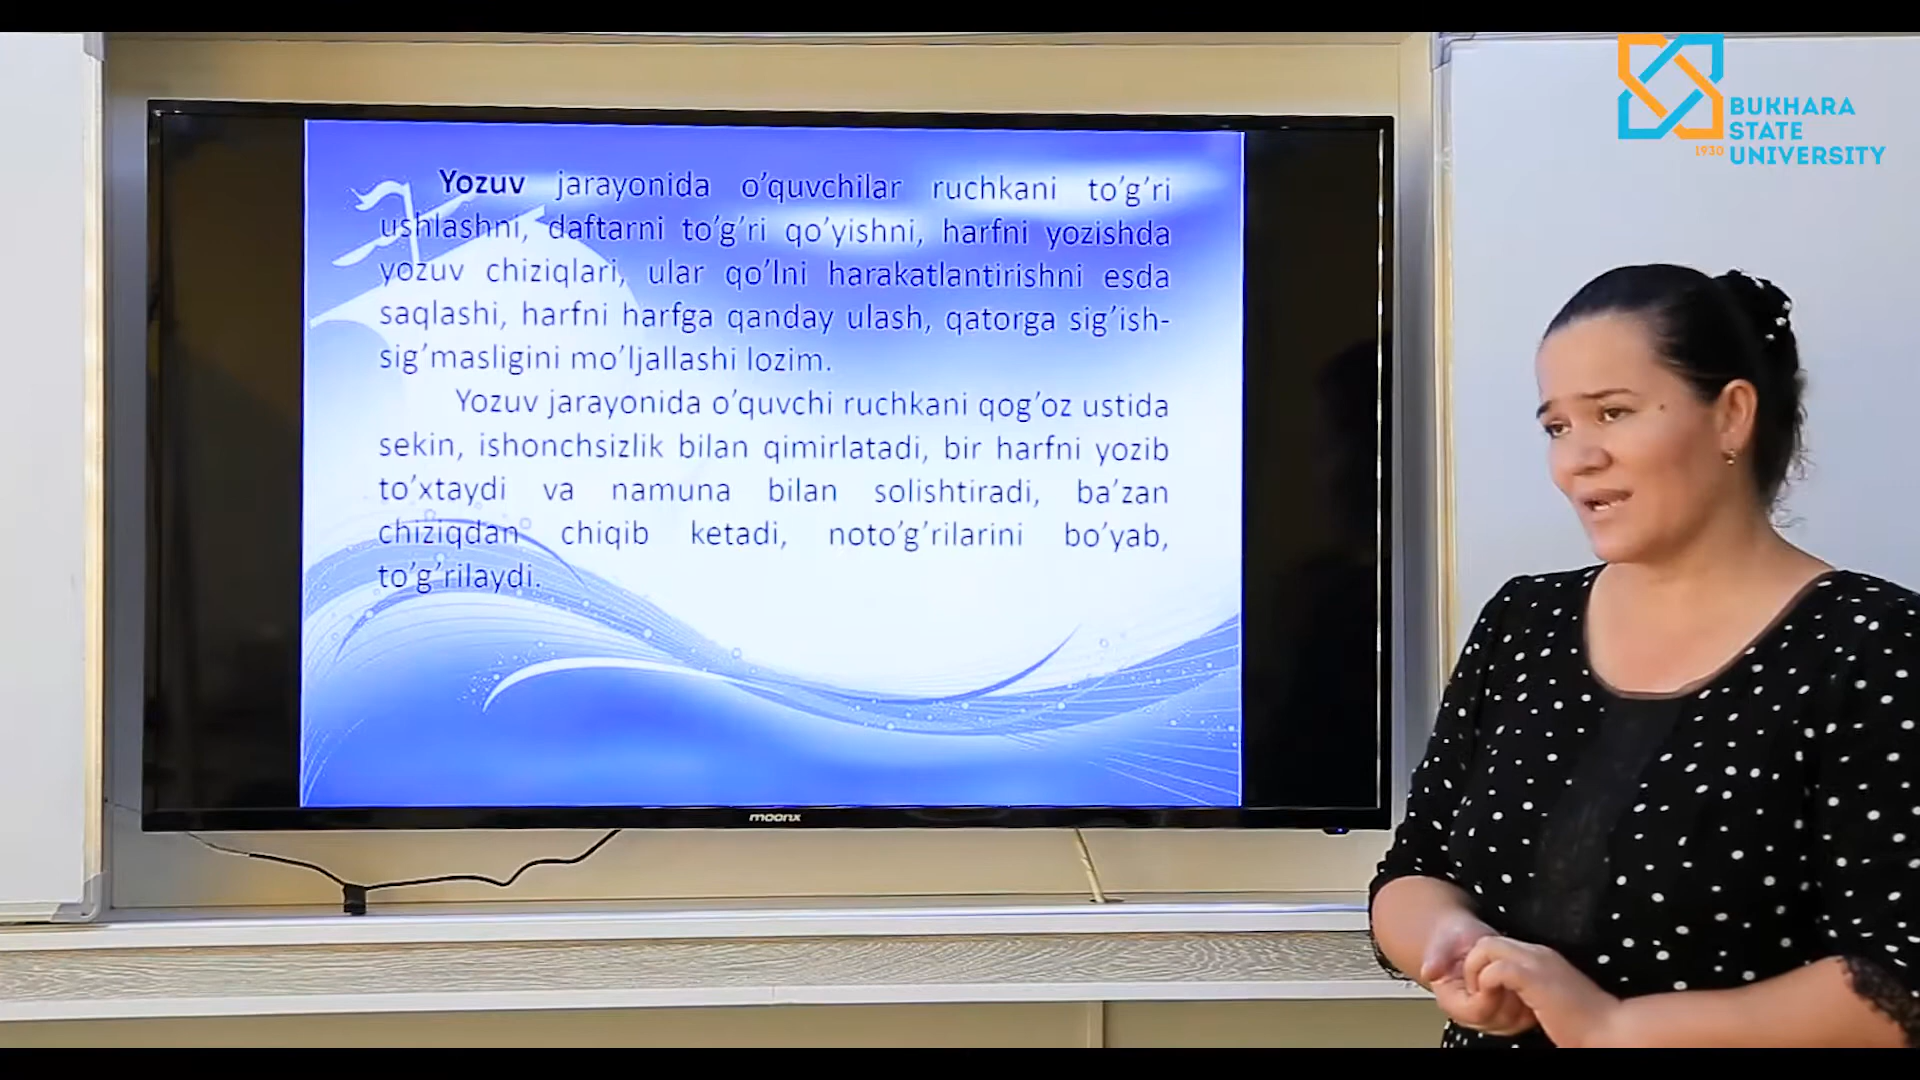 BUKHARA
STATE
1930 UNIVERSITY
Yozuv jarayonida o’quvchilar ruchkani to’g’ri
ushlashni, daftarni to’g’ri qo’yishni, harfni yozishda
yozuv chiziqlari, ular qo’lni harakatlantirishni esda
saqlashi, harfni harfga qanday ulash, qatorga sig’ish-
sig’masligini mo’ljallashi lozim.
Yozuv jarayonida o’quvchi ruchkani qog’oz ustida
sekin, ishonchsizlik bilan qimirlatadi, bir harfni yozib
to’xtaydi va namuna bilan solishtiradi, ba’zan
chiziqdan chiqib ketadi, noto’g’rilarini bo’yab,
to’g’rilaydi.
moonx